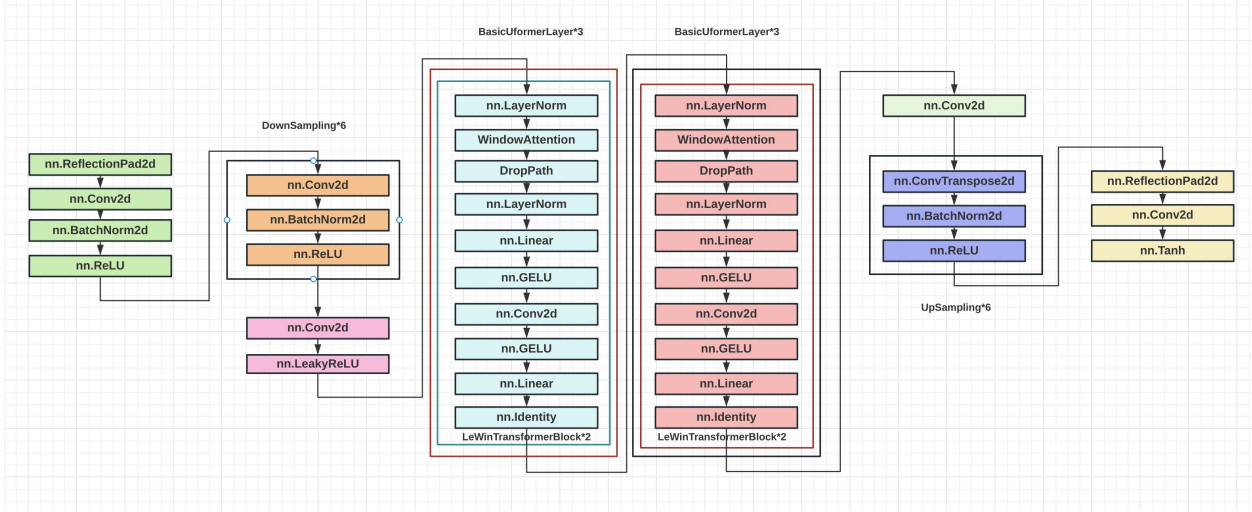 nn.ReflectionPad2d
nn.Conv2d
nn.BatchNorm2d
nn.ReLU
DownSampling*6
nn.Conv2d
nn.BatchNorm2d
nn.ReLU
nn.Conv2d
nn.LeakyReLU
BasicUformerLayer*3
nn.LayerNorm
WindowAttention
DropPath
nn.LayerNorm
nn.Linear
nn.GELU
nn.Conv2d
nn.GELU
nn.Linear
nn.Identity
LeWinTransformerBlock*2
BasicUformerLayer*3
nn.LayerNorm
WindowAttention
DropPath
nn.LayerNorm
nn.Linear
nn.GELU
nn.Conv2d
nn.GELU
nn.Linear
nn.Identity
LeWinTransformerBlock*2
nn.Conv2d
nn.ConvTranspose2d
nn.BatchNorm2d
nn.ReLU
UpSampling*6
nn.ReflectionPad2d
nn.Conv2d
nn.Tanh